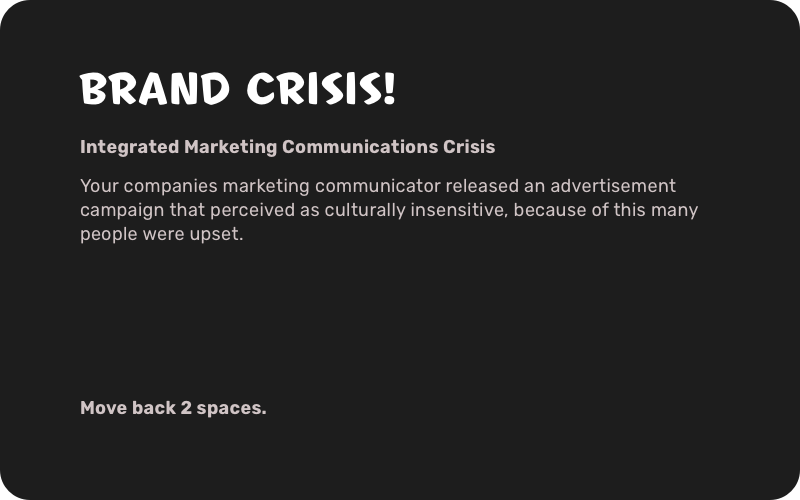 BRAND CRISIS!
Integrated Marketing Communications Crisis
Your companies marketing communicator released an advertisement
campaign that perceived as culturally insensitive, because of this many
people were upset.
Move back 2 spaces.